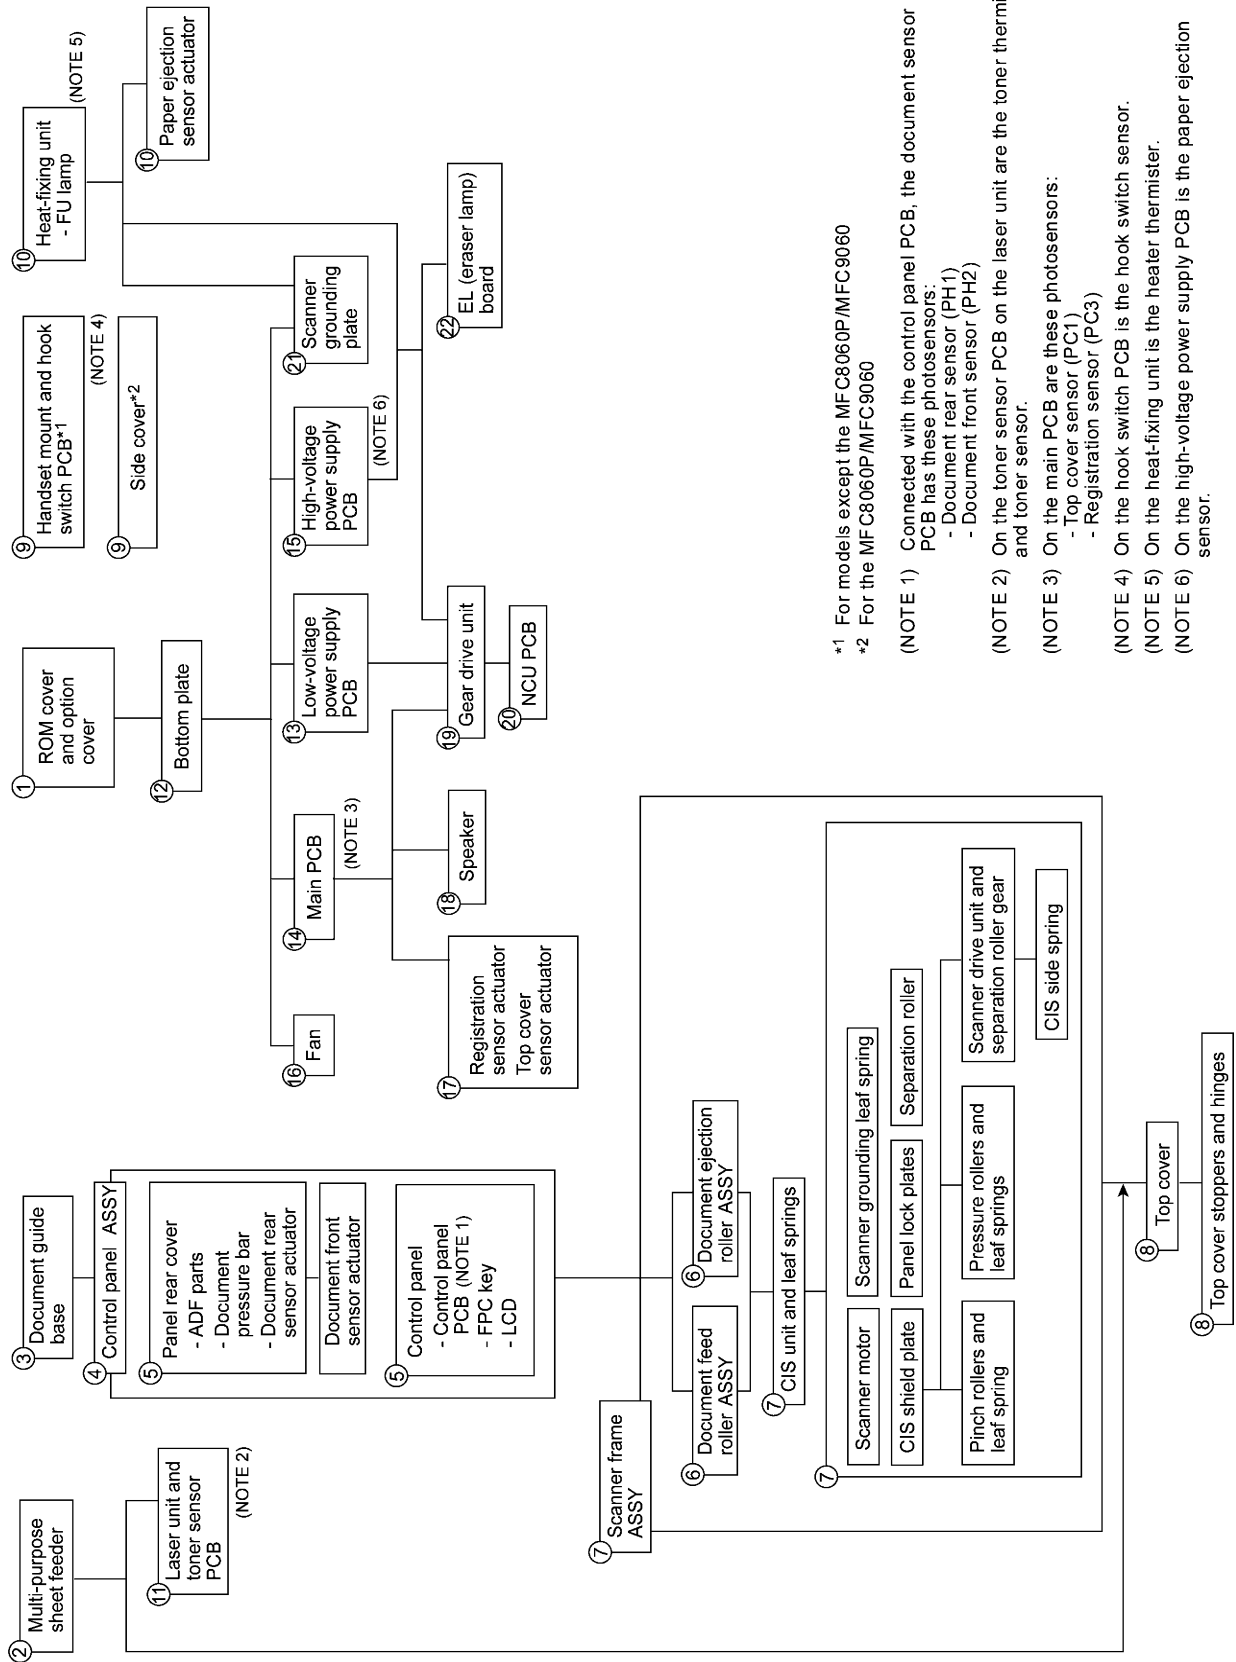 2
Multi-purpose
sheet feeder
11
Laser unit and
toner sensor
PCB
(NOTE 2)
3
Document guide
base
4
Control panel ASSY
5
Panel rear cover
- ADF parts
- Document
pressure bar
- Document rear
sensor actuator
Document front
sensor actuator
5
Control panel
- Control panel
PCB (NOTE 1)
- FPC key
- LCD
7
Scanner frame
ASSY
6
Document feed
roller ASSY
6
Document ejection
roller ASSY
7
CIS unit and leaf springs
7
Scanner motor
Scanner grounding leaf spring
CIS shield plate
Panel lock plates
Separation roller
Pinch rollers and
leaf spring
Pressure rollers and
leaf springs
Scanner drive unit and
separation roller gear
CIS side spring
8
Top cover
8
Top cover stoppers and hinges
1
ROM cover
and option
cover
12
Bottom plate
16
Fan
14
Main PCB
(NOTE 3)
13
Low-voltage
power supply
PCB
15
High-voltage
power supply
PCB
(NOTE 6)
21
Scanner
grounding
plate
17
Registration
sensor actuator
Top cover
sensor actuator
18
Speaker
19
Gear drive unit
20
NCU PCB
22
EL (eraser lamp)
board
9
Handset mount and hook
switch PCB*1
(NOTE 4)
9
Side cover*2
10
Heat-fixing unit
- FU lamp
(NOTE 5)
10
Paper ejection
sensor actuator
*1 For models except the MFC8060P/MFC9060
*2 For the MFC8060P/MFC9060
(NOTE 1) Connected with the control panel PCB, the document sensor
PCB has these photosensors:
- Document rear sensor (PH1)
- Document front sensor (PH2)
(NOTE 2) On the toner sensor PCB on the laser unit are the toner thermi
and toner sensor.
(NOTE 3) On the main PCB are these photosensors:
- Top cover sensor (PC1)
- Registration sensor (PC3)
(NOTE 4) On the hook switch PCB is the hook switch sensor.
(NOTE 5) On the heat-fixing unit is the heater thermister.
(NOTE 6) On the high-voltage power supply PCB is the paper ejection
sensor.